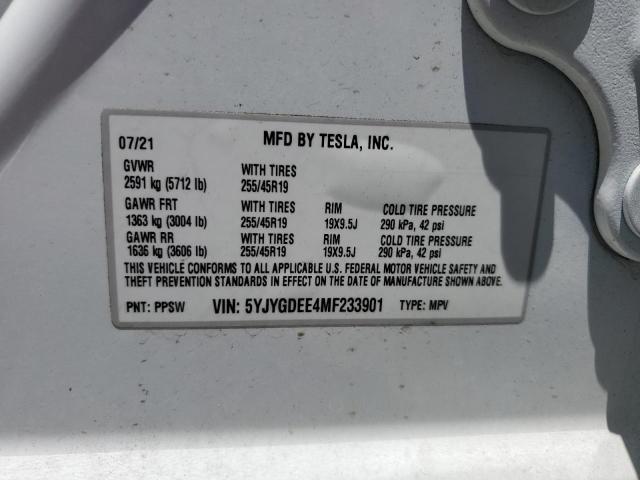 07/21 MFD BY TESLA, INC.
GVWR WITH TIRES
2591 kg (5712 lb) 255/45R19
GAWR FRT WITH TIRES RIM COLD TIRE PRESSURE
1363 kg (3004 lb) 255/45R19 19X9.5J 290 kPa, 42 psi
GAWR RR WITH TIRES RIM COLD TIRE PRESSURE
1636 kg (3606 lb) 255/45R19 19X9.5J 290 kPa, 42 psi
THIS VEHICLE CONFORMS TO ALL APPLICABLE U.S. FEDERAL MOTOR VEHICLE SAFETY AND
THEFT PREVENTION STANDARDS IN EFFECT ON THE DATE OF MANUFACTURE SHOWN ABOVE.
PNT: PPSW VIN: 5YJYGDEE4MF233901 TYPE: MPV